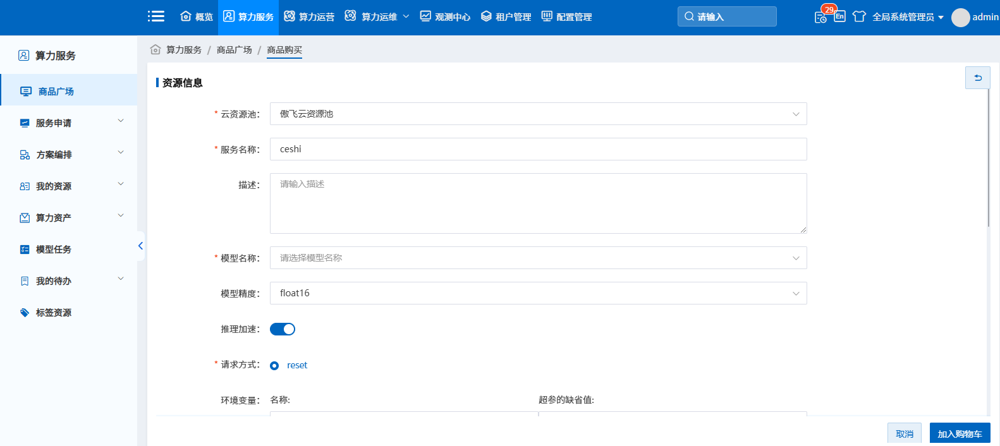 概览 算力服务 算力运营 算力运维 观测中心 租户管理 配置管理 请输入 29 En 全局系统管理员 admin
算力服务
商品广场
服务申请
方案编排
我的资源
算力资产
模型任务
我的待办
标签资源
算力服务 / 商品广场 / 商品购买
资源信息
* 云资源池: 傲飞云资源池
* 服务名称: ceshi
描述: 请输入描述
* 模型名称: 请选择模型名称
模型精度: float16
推理加速:
* 请求方式: reset
环境变量: 名称: 超参的缺省值:
取消 加入购物车